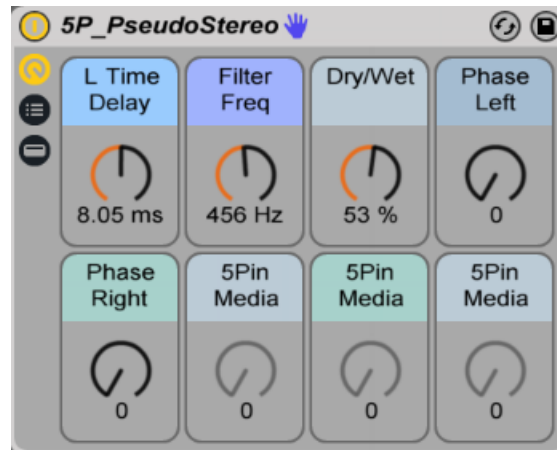 5P_PseudoStereo
L Time Delay
Filter Freq
Dry/Wet
Phase Left
8.05 ms
456 Hz
53 %
0
Phase Right
5Pin Media
5Pin Media
5Pin Media
0
0
0
0